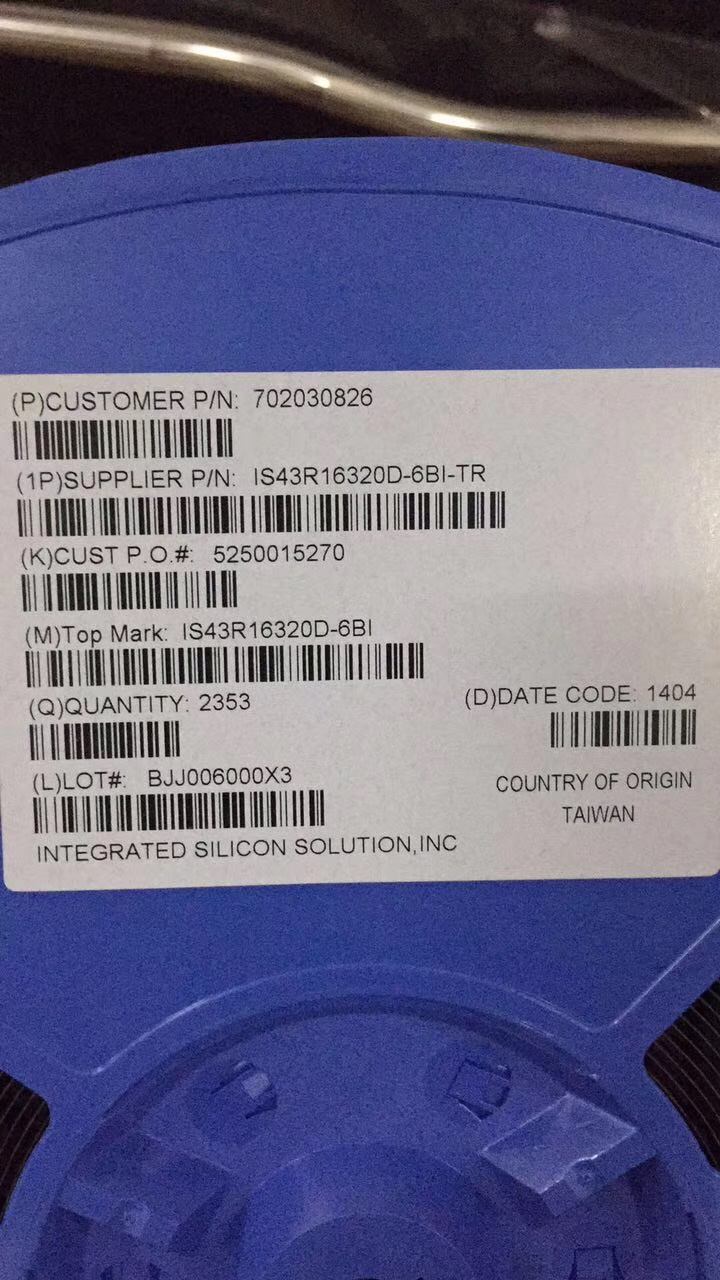 (P)CUSTOMER P/N: 702030826
(1P)SUPPLIER P/N: IS43R16320D-6BI-TR
(K)CUST P.O.#: 5250015270
(M)Top Mark: IS43R16320D-6BI
(Q)QUANTITY: 2353
(D)DATE CODE: 1404
(L)LOT#: BJJ006000X3
COUNTRY OF ORIGIN
TAIWAN
INTEGRATED SILICON SOLUTION,INC